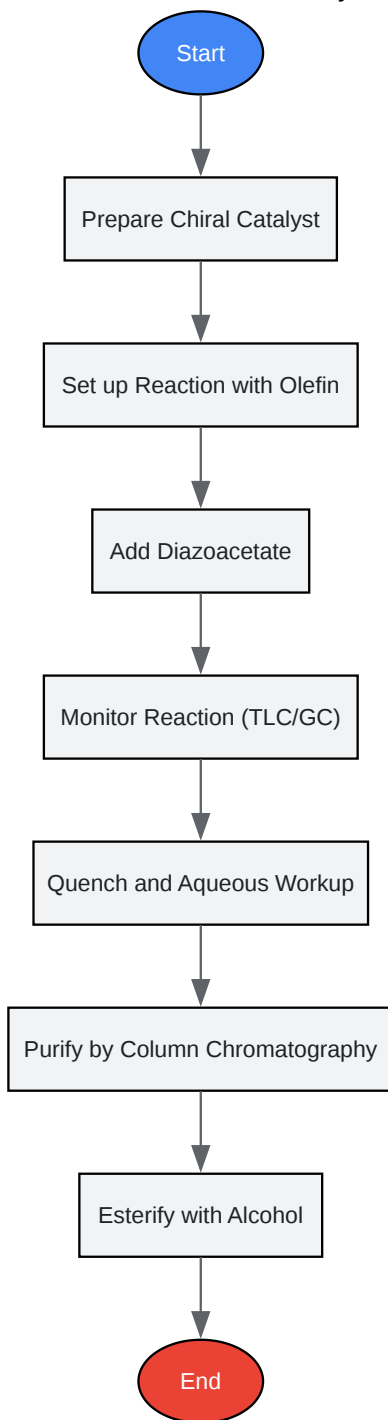 Start
Prepare Chiral Catalyst
Set up Reaction with Olefin
Add Diazoacetate
Monitor Reaction (TLC/GC)
Quench and Aqueous Workup
Purify by Column Chromatography
Esterify with Alcohol
End